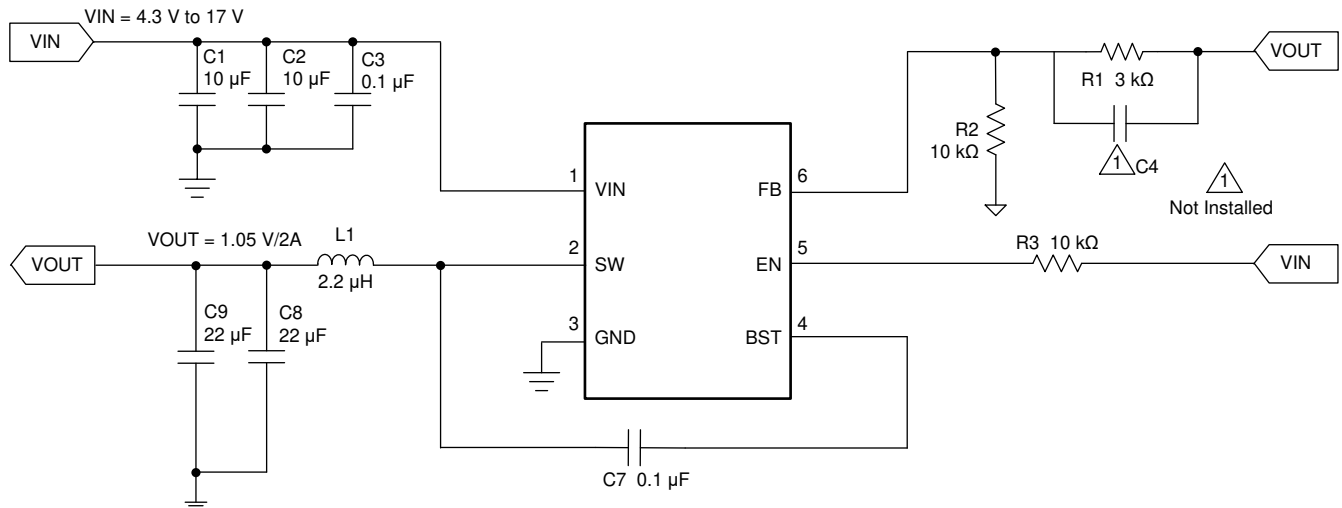 VIN = 4.3 V to 17 V
VIN
C1
10 µF
C2
10 µF
C3
0.1 µF
VOUT
R1 3 kΩ
R2
10 kΩ
1
C4
1
Not Installed
1
VIN
FB
6
VOUT = 1.05 V/2A
VOUT
L1
2.2 µH
2
SW
EN
5
R3 10 kΩ
VIN
C9
22 µF
C8
22 µF
3
GND
BST
4
C7 0.1 µF